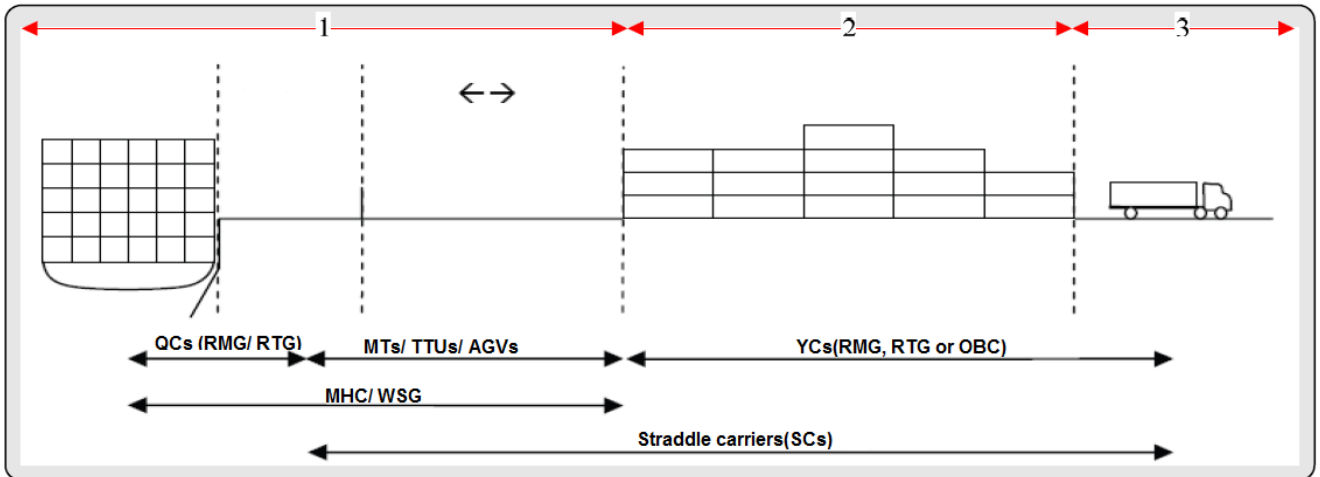 1 2 3
QCs (RMG/ RTG) MTs/ TTUs/ AGVs YCs(RMG, RTG or OBC)
MHC/ WSG
Straddle carriers(SCs)